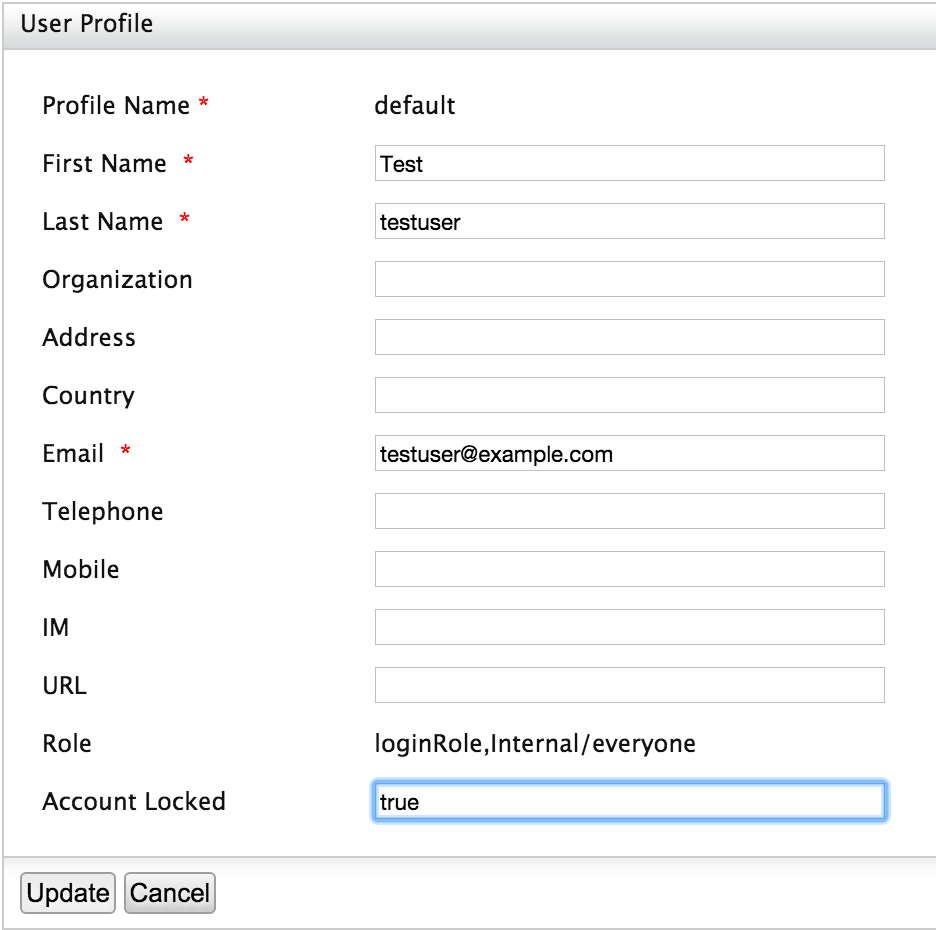 User Profile
Profile Name * default
First Name * Test
Last Name * testuser
Organization
Address
Country
Email * testuser@example.com
Telephone
Mobile
IM
URL
Role loginRole,Internal/everyone
Account Locked true
Update Cancel